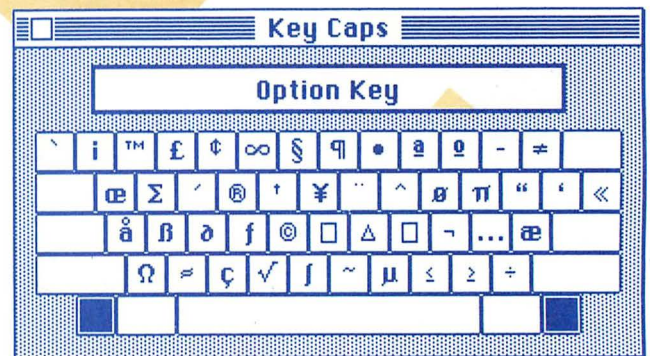 Key Caps
Option Key
` ¡ ™ £ ¢ ∞ § ¶ • ª º - ≠
œ Σ ´ ® † ¥ ¨ ^ ø π “ ‘ «
å ß ∂ ƒ © □ ∆ □ ¬ … æ
Ω ≈ ç √ ∫ ~ µ ≤ ≥ ÷